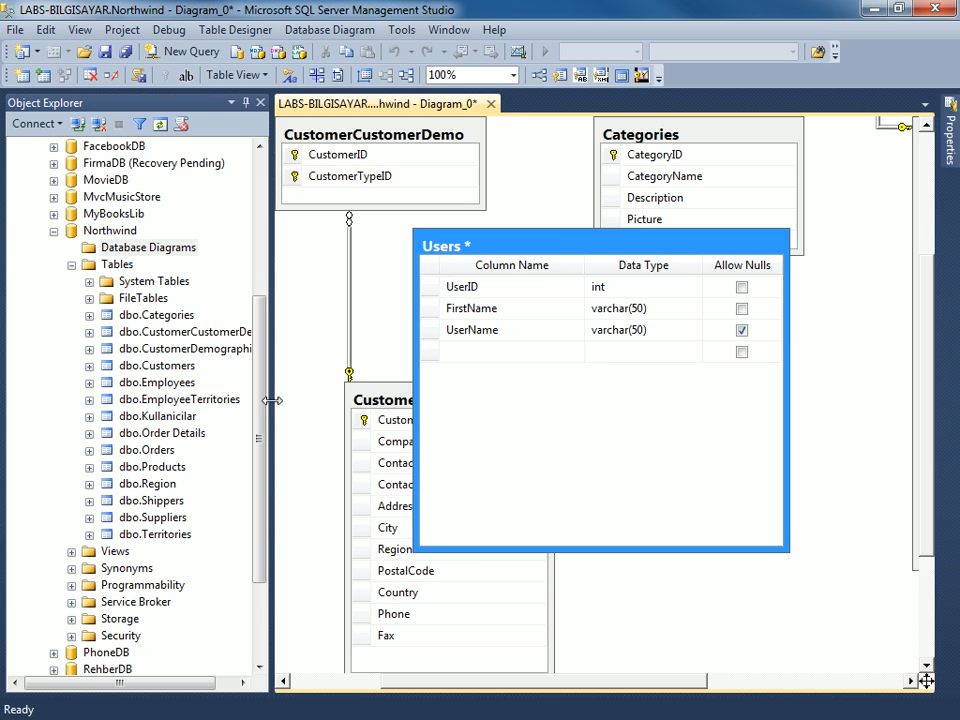 LABS-BILGISAYAR.Northwind - Diagram_0* - Microsoft SQL Server Management Studio
File Edit View Project Debug Table Designer Database Diagram Tools Window Help
New Query
ab Table View 100%
Object Explorer
Connect
FacebookDB
FirmaDB (Recovery Pending)
MovieDB
MvcMusicStore
MyBooksLib
Northwind
Database Diagrams
Tables
System Tables
FileTables
dbo.Categories
dbo.CustomerCustomerDe
dbo.CustomerDemographi
dbo.Customers
dbo.Employees
dbo.EmployeeTerritories
dbo.Kullanicilar
dbo.Order Details
dbo.Orders
dbo.Products
dbo.Region
dbo.Shippers
dbo.Suppliers
dbo.Territories
Views
Synonyms
Programmability
Service Broker
Storage
Security
PhoneDB
RehberDB
LABS-BILGISAYAR....hwind - Diagram_0*
CustomerCustomerDemo
CustomerID
CustomerTypeID
Categories
CategoryID
CategoryName
Description
Picture
Users *
Column Name Data Type Allow Nulls
UserID int
FirstName varchar(50)
UserName varchar(50)
Custome
Custon
Compa
Contac
Contac
Addres
City
Region
PostalCode
Country
Phone
Fax
Properties
Ready